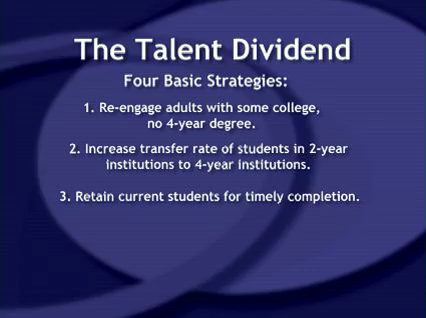 The Talent Dividend
Four Basic Strategies:
1. Re-engage adults with some college,
no 4-year degree.
2. Increase transfer rate of students in 2-year
institutions to 4-year institutions.
3. Retain current students for timely completion.